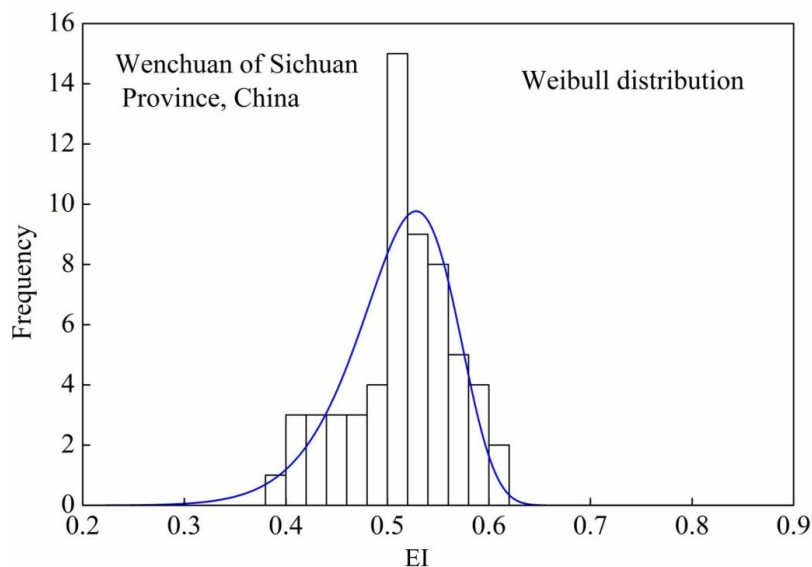 16
14
12
10
8
6
4
2
0
Frequency
Wenchuan of Sichuan
Province, China
Weibull distribution
0.2 0.3 0.4 0.5 0.6 0.7 0.8 0.9
EI